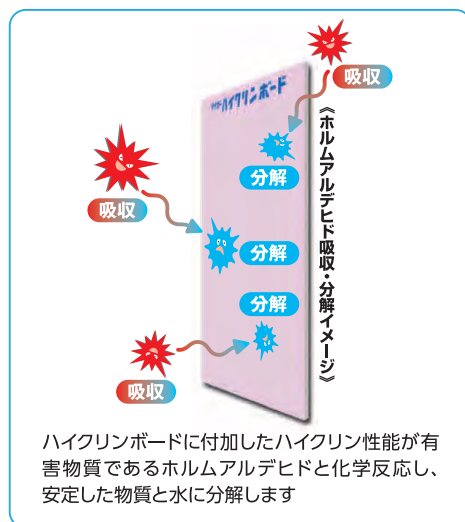 吸収
ハイクリンボード
分解
吸収
分解
分解
吸収
《ホルムアルデヒド吸収・分解イメージ》
ハイクリンボードに付加したハイクリン性能が有
害物質であるホルムアルデヒドと化学反応し、
安定した物質と水に分解します